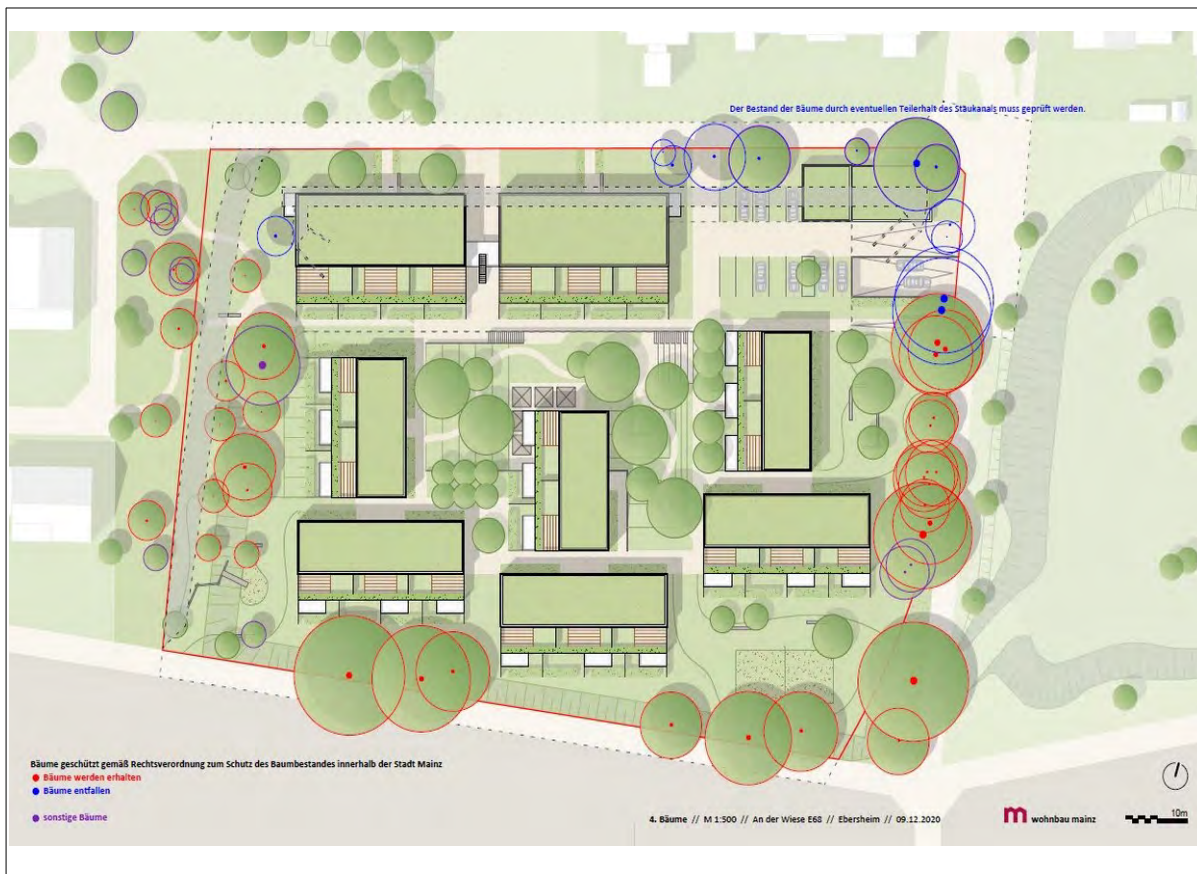 Der Bestand der Bäume durch eventuellen Teilerhalt des Staukanals muss geprüft werden.
Bäume geschützt gemäß Rechtsverordnung zum Schutz des Baumbestandes innerhalb der Stadt Mainz
Bäume werden erhalten
Bäume entfallen
sonstige Bäume
4. Bäume // M 1:500 // An der Wiese E68 // Ebersheim // 09.12.2020
m wohnbau mainz
10m